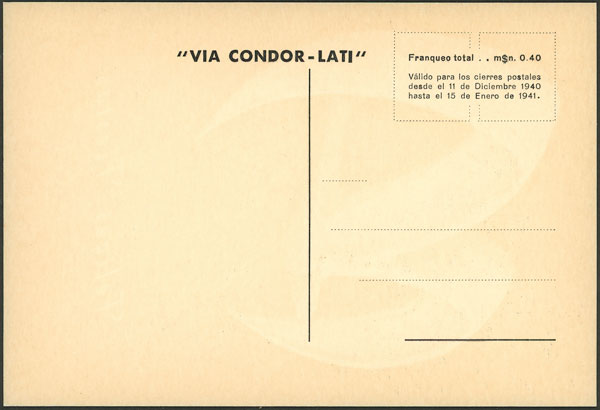 "VIA CONDOR-LATI"
Franqueo total . . m$n. 0.40
Válido para los cierres postales
desde el 11 de Diciembre 1940
hasta el 15 de Enero de 1941.